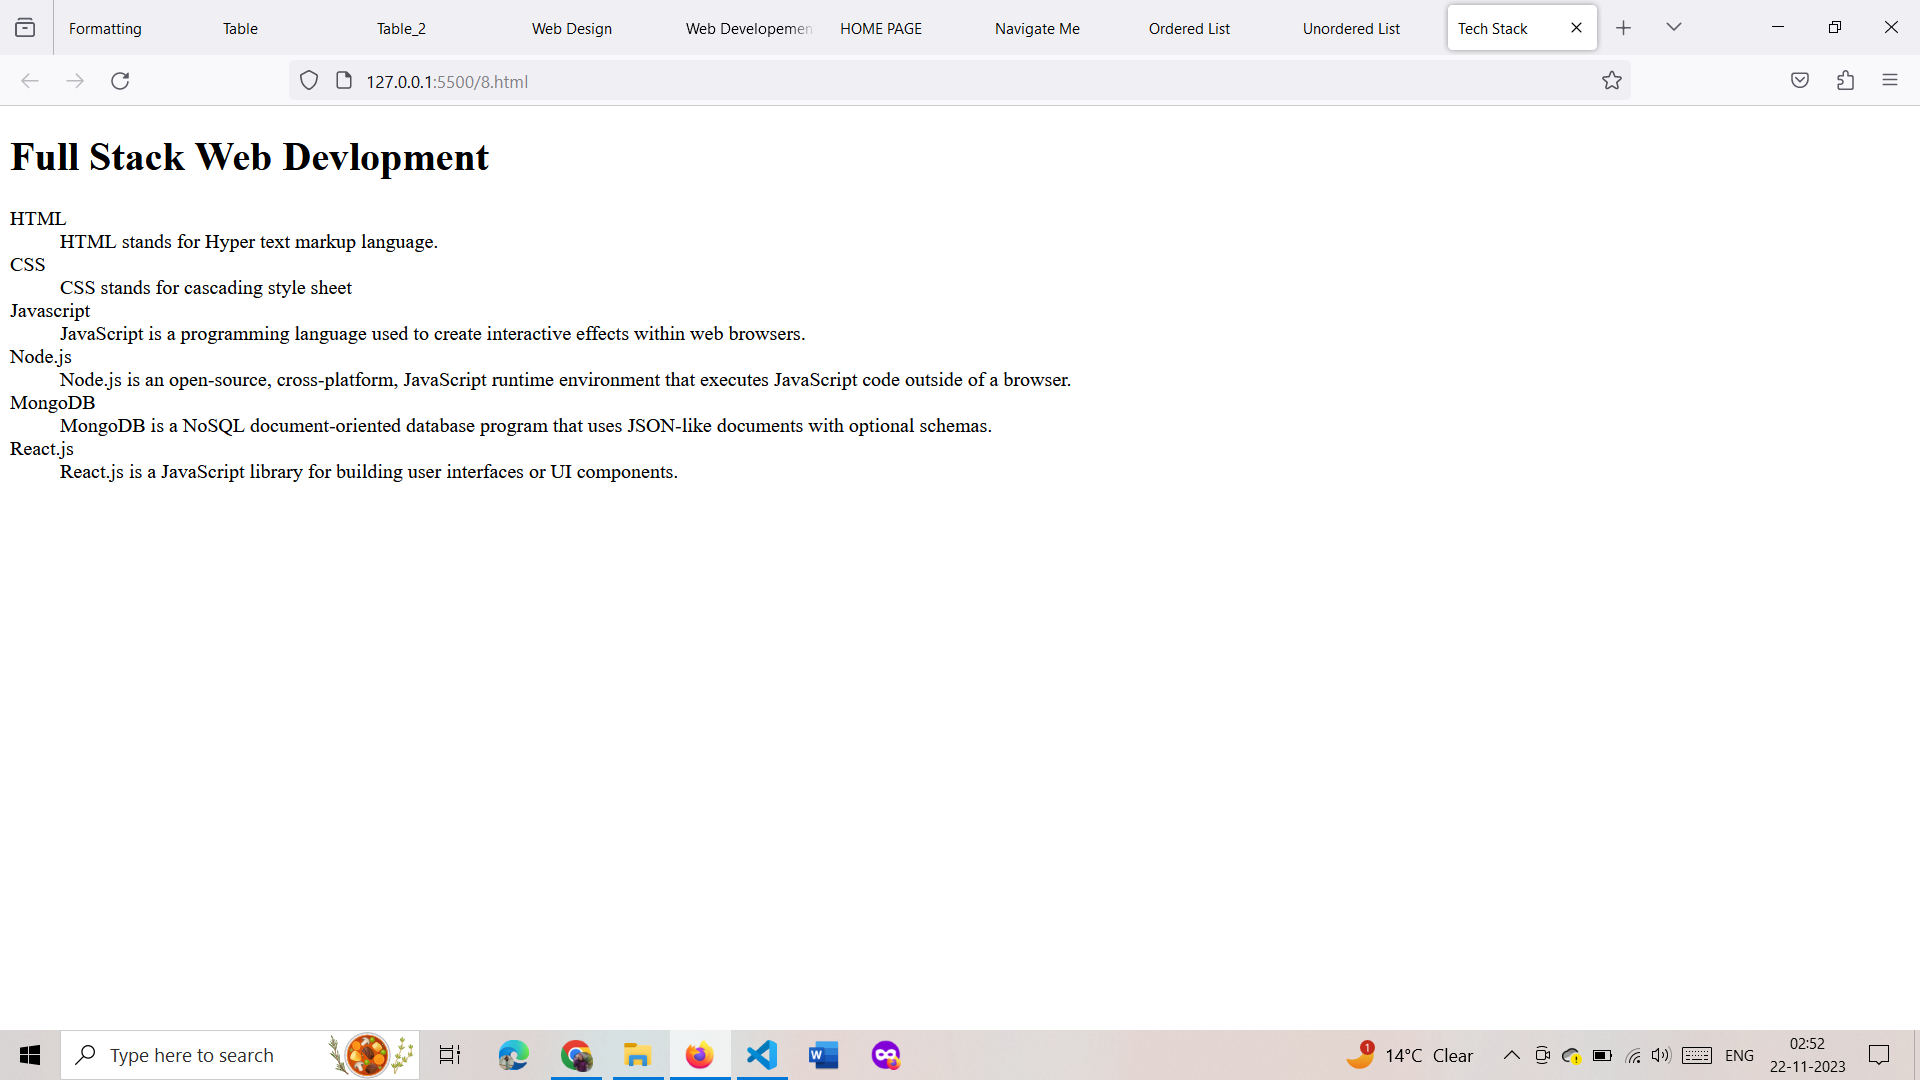 Formatting
Table
Table_2
Web Design
Web Developemen
HOME PAGE
Navigate Me
Ordered List
Unordered List
Tech Stack
127.0.0.1:5500/8.html
Full Stack Web Devlopment
HTML
HTML stands for Hyper text markup language.
CSS
CSS stands for cascading style sheet
Javascript
JavaScript is a programming language used to create interactive effects within web browsers.
Node.js
Node.js is an open-source, cross-platform, JavaScript runtime environment that executes JavaScript code outside of a browser.
MongoDB
MongoDB is a NoSQL document-oriented database program that uses JSON-like documents with optional schemas.
React.js
React.js is a JavaScript library for building user interfaces or UI components.
Type here to search
W
1
14°C Clear
ENG
02:52
22-11-2023